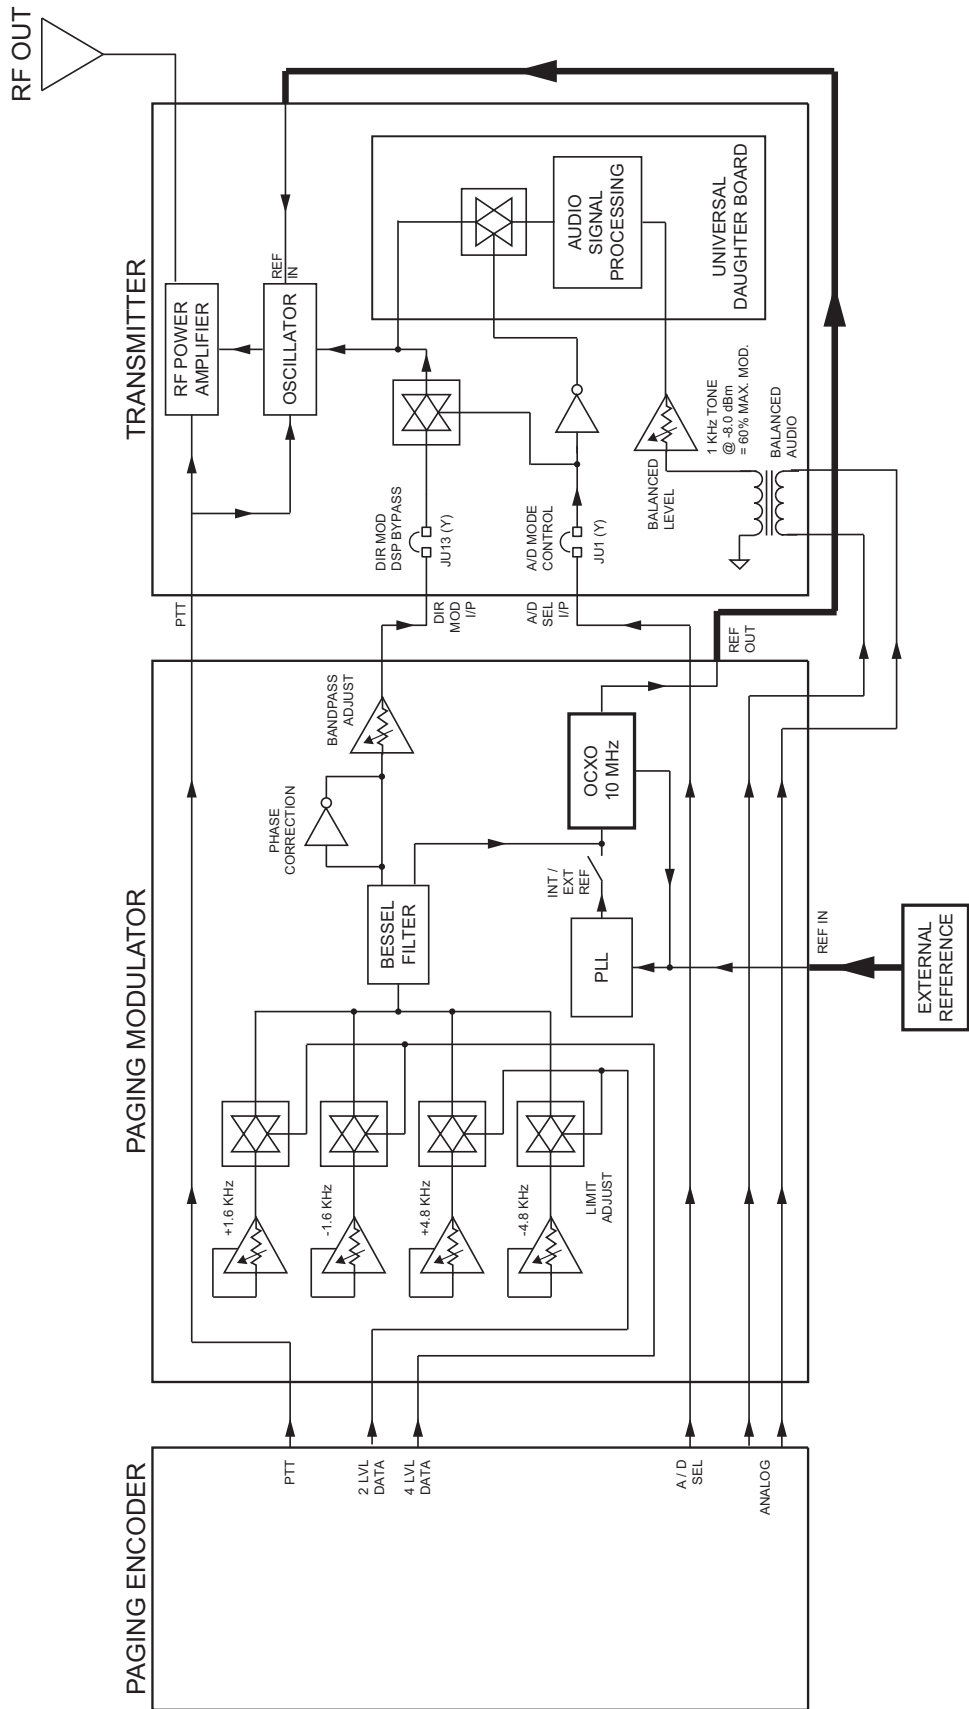 PAGING ENCODER
PTT
2 LVL
DATA
4 LVL
DATA
A / D
SEL
ANALOG
PAGING MODULATOR
+1.6 KHz
-1.6 KHz
+4.8 KHz
-4.8 KHz
LIMIT
ADJUST
BESSEL
FILTER
PHASE
CORRECTION
BANDPASS
ADJUST
PLL
INT /
EXT
REF
OCXO
10 MHz
REF IN
EXTERNAL
REFERENCE
REF
OUT
TRANSMITTER
PTT
DIR
MOD
I/P
A/D
SEL
I/P
DIR MOD
DSP BYPASS
JU13 (Y)
A/D MODE
CONTROL
JU1 (Y)
RF POWER
AMPLIFIER
OSCILLATOR
REF
IN
BALANCED
LEVEL
1 KHz TONE
@ -8.0 dBm
= 60% MAX. MOD.
BALANCED
AUDIO
AUDIO
SIGNAL
PROCESSING
UNIVERSAL
DAUGHTER BOARD
RF OUT